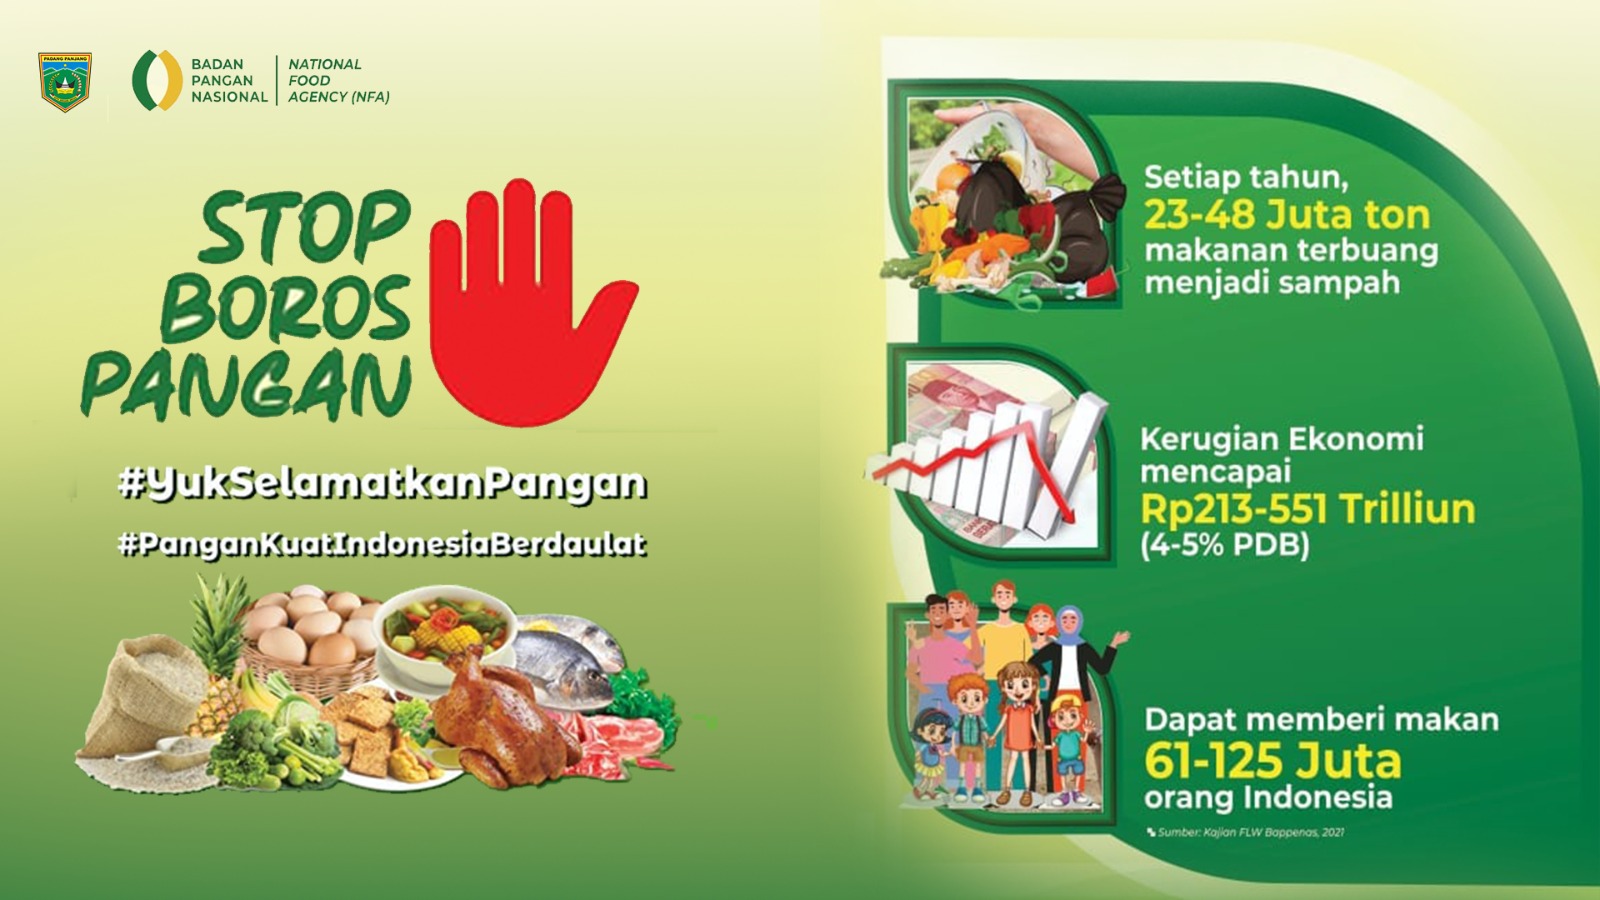 PADANG PANJANG
BADAN
PANGAN
NASIONAL
NATIONAL
FOOD
AGENCY (NFA)
STOP
BOROS
PANGAN
#YukSelamatkanPangan
#PanganKuatIndonesiaBerdaulat
Setiap tahun,
23-48 Juta ton
makanan terbuang
menjadi sampah
Kerugian Ekonomi
mencapai
Rp213-551 Trilliun
(4-5% PDB)
Dapat memberi makan
61-125 Juta
orang Indonesia
Sumber: Kajian FLW Bappenas, 2021